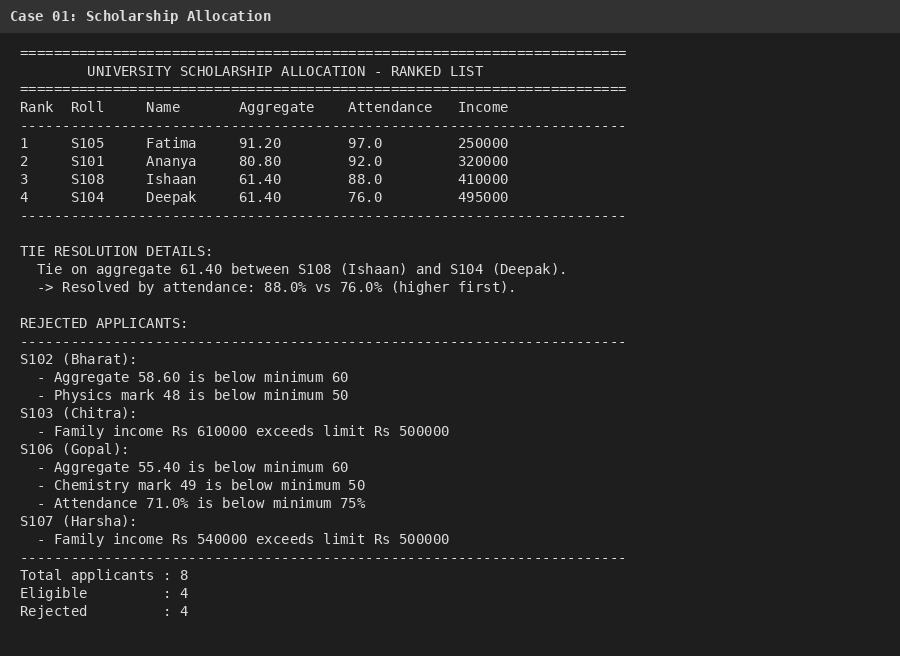 Case 01: Scholarship Allocation
========================================================================
        UNIVERSITY SCHOLARSHIP ALLOCATION - RANKED LIST
========================================================================
Rank  Roll     Name       Aggregate    Attendance   Income
------------------------------------------------------------------------
1     S105     Fatima     91.20        97.0         250000
2     S101     Ananya     80.80        92.0         320000
3     S108     Ishaan     61.40        88.0         410000
4     S104     Deepak     61.40        76.0         495000
------------------------------------------------------------------------
TIE RESOLUTION DETAILS:
  Tie on aggregate 61.40 between S108 (Ishaan) and S104 (Deepak).
  -> Resolved by attendance: 88.0% vs 76.0% (higher first).
REJECTED APPLICANTS:
------------------------------------------------------------------------
S102 (Bharat):
  - Aggregate 58.60 is below minimum 60
  - Physics mark 48 is below minimum 50
S103 (Chitra):
  - Family income Rs 610000 exceeds limit Rs 500000
S106 (Gopal):
  - Aggregate 55.40 is below minimum 60
  - Chemistry mark 49 is below minimum 50
  - Attendance 71.0% is below minimum 75%
S107 (Harsha):
  - Family income Rs 540000 exceeds limit Rs 500000
------------------------------------------------------------------------
Total applicants : 8
Eligible         : 4
Rejected         : 4